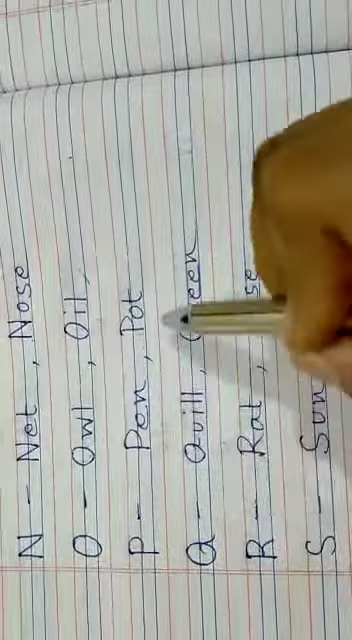 N - Net, Nose
O - Owl, Oil,
P - Pen, Pot
Q - Quill,
R - Rat,
S - Sun